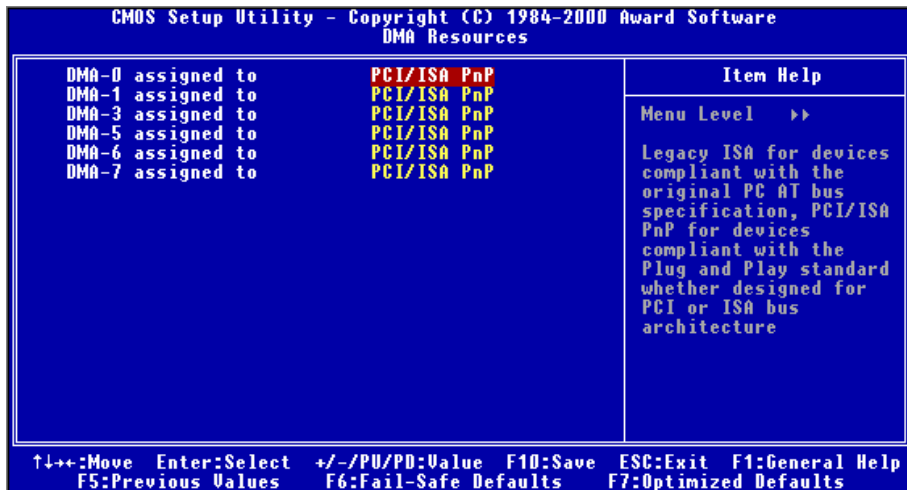 CMOS Setup Utility - Copyright (C) 1984-2000 Award Software
DMA Resources
DMA-0 assigned to PCI/ISA PnP
DMA-1 assigned to PCI/ISA PnP
DMA-3 assigned to PCI/ISA PnP
DMA-5 assigned to PCI/ISA PnP
DMA-6 assigned to PCI/ISA PnP
DMA-7 assigned to PCI/ISA PnP
Item Help
Menu Level ▸▸
Legacy ISA for devices
compliant with the
original PC AT bus
specification, PCI/ISA
PnP for devices
compliant with the
Plug and Play standard
whether designed for
PCI or ISA bus
architecture
↑↓→←:Move Enter:Select +/-/PU/PD:Value F10:Save ESC:Exit F1:General Help
F5:Previous Values F6:Fail-Safe Defaults F7:Optimized Defaults